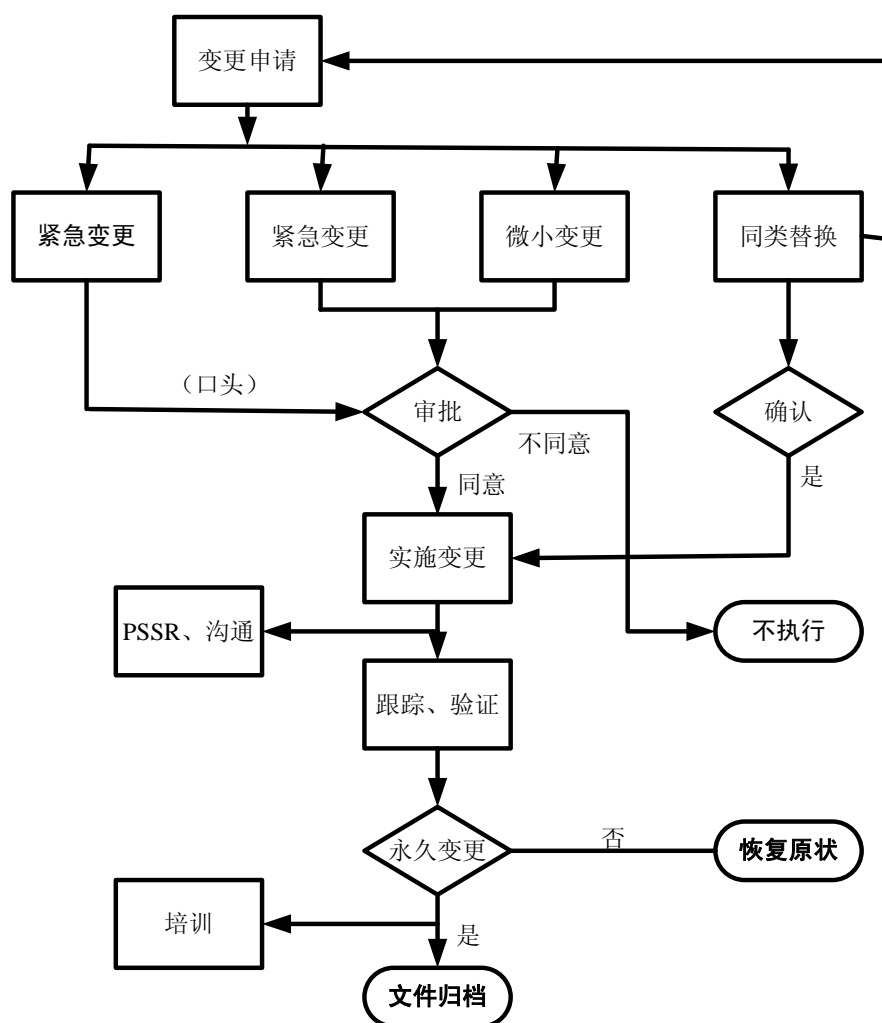 变更申请
紧急变更
紧急变更
微小变更
同类替换
（口头）
审批
确认
不同意
是
同意
实施变更
PSSR、沟通
不执行
跟踪、验证
否
永久变更
恢复原状
培训
是
文件归档